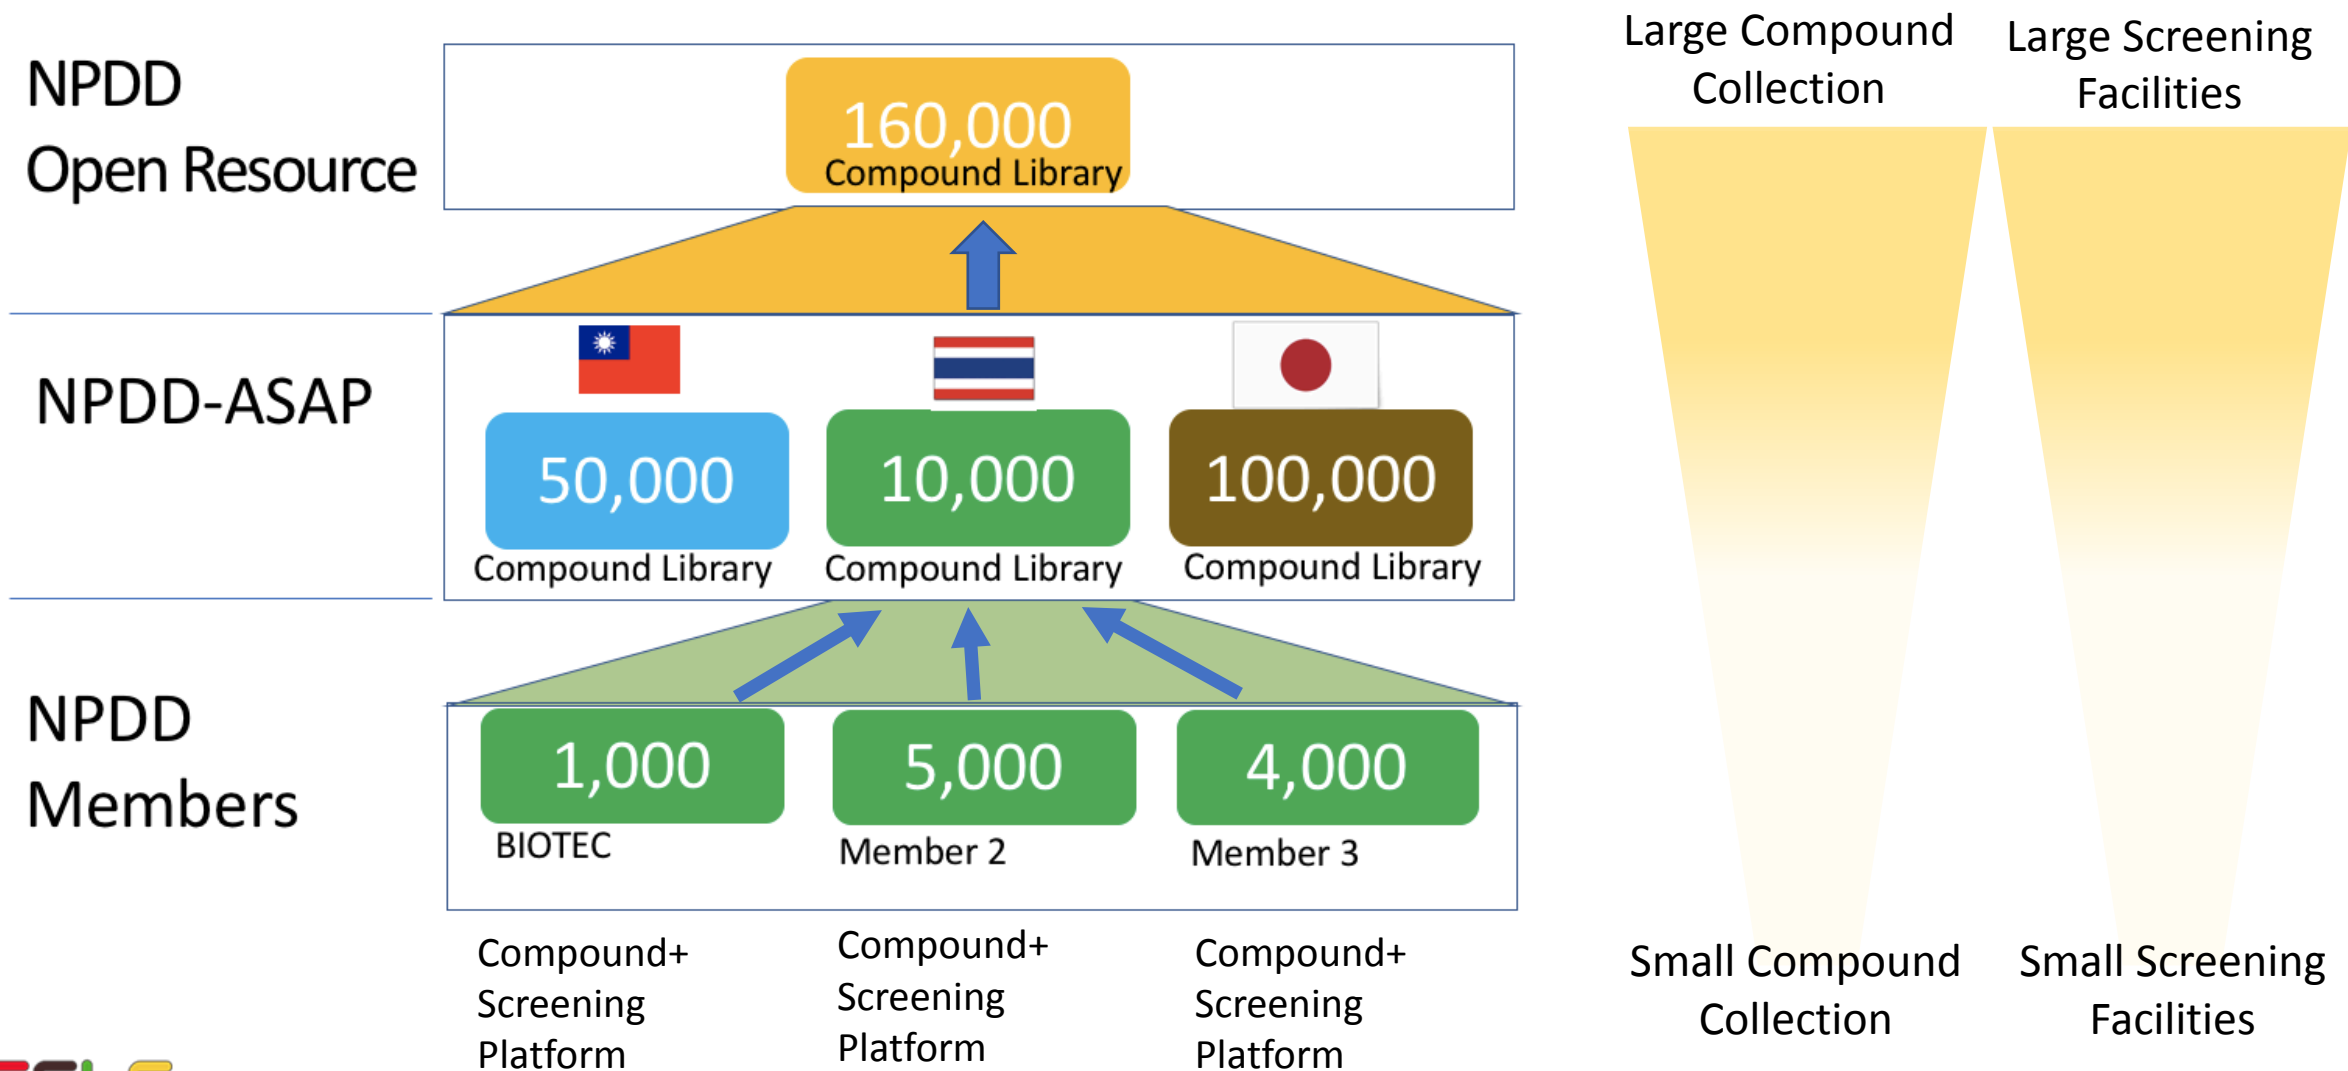 NPDD
Open Resource
160,000
Compound Library
Large Compound
Collection
Large Screening
Facilities
NPDD-ASAP
50,000
Compound Library
10,000
Compound Library
100,000
Compound Library
NPDD
Members
1,000
BIOTEC
5,000
Member 2
4,000
Member 3
Compound+
Screening
Platform
Compound+
Screening
Platform
Compound+
Screening
Platform
Small Compound
Collection
Small Screening
Facilities